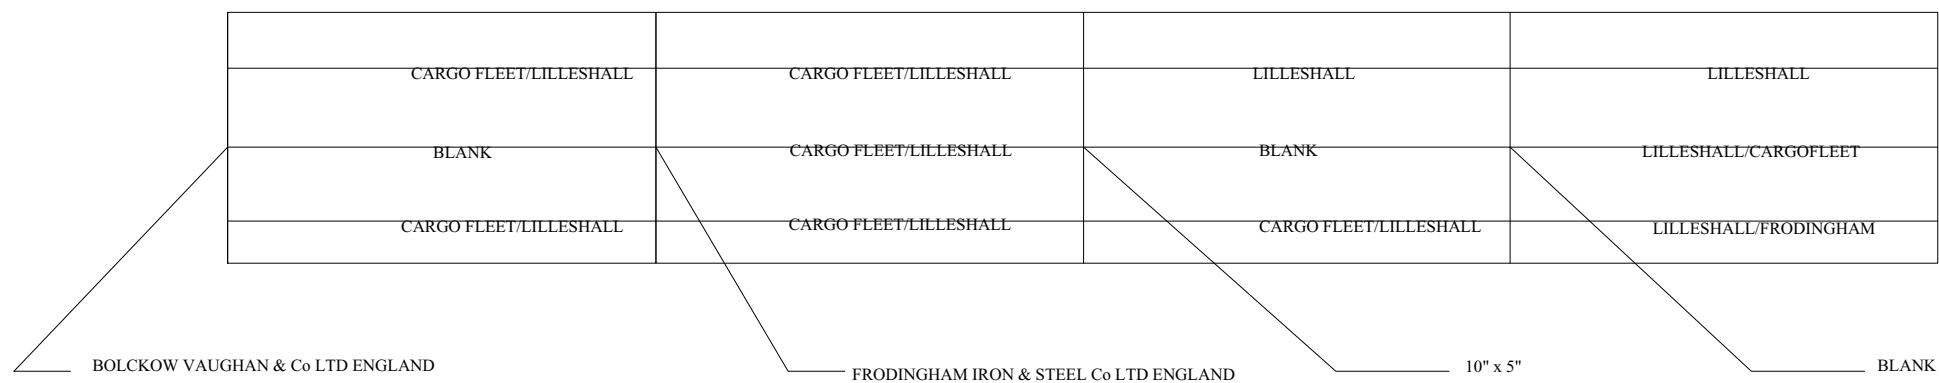 CARGO FLEET/LILLESHALL
CARGO FLEET/LILLESHALL
LILLESHALL
LILLESHALL
BLANK
CARGO FLEET/LILLESHALL
BLANK
LILLESHALL/CARGOFLEET
CARGO FLEET/LILLESHALL
CARGO FLEET/LILLESHALL
CARGO FLEET/LILLESHALL
LILLESHALL/FRODINGHAM
BOLCKOW VAUGHAN & Co LTD ENGLAND
FRODINGHAM IRON & STEEL Co LTD ENGLAND
10" x 5"
BLANK